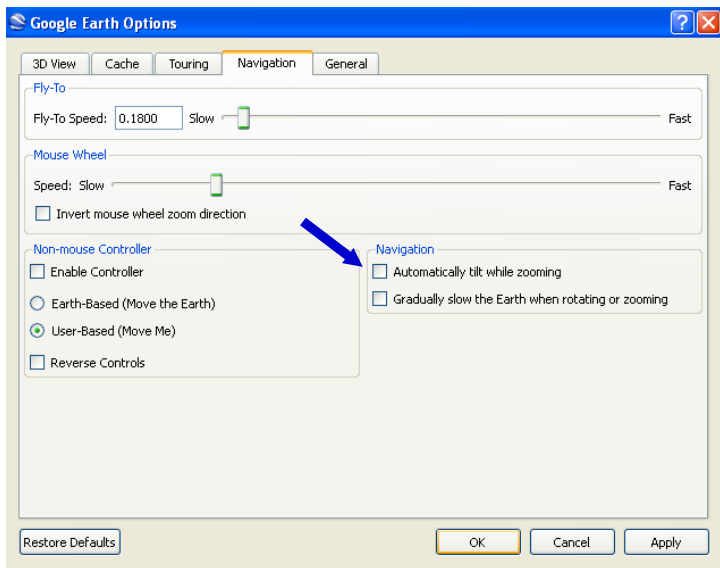 Google Earth Options
3D View Cache Touring Navigation General
Fly-To
Fly-To Speed: 0.1800 Slow Fast
Mouse Wheel
Speed: Slow Fast
Invert mouse wheel zoom direction
Non-mouse Controller
Enable Controller
Earth-Based (Move the Earth)
User-Based (Move Me)
Reverse Controls
Navigation
Automatically tilt while zooming
Gradually slow the Earth when rotating or zooming
Restore Defaults OK Cancel Apply